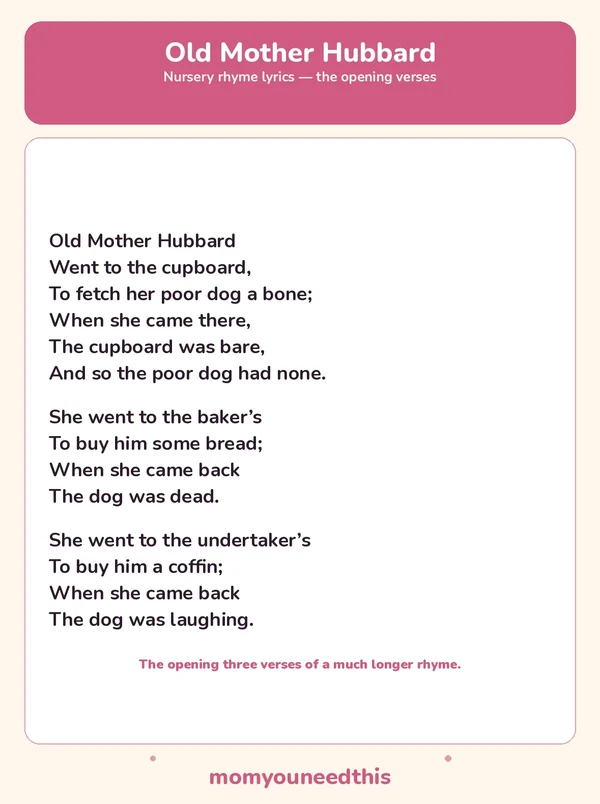 Old Mother Hubbard
Nursery rhyme lyrics — the opening verses
Old Mother Hubbard
Went to the cupboard,
To fetch her poor dog a bone;
When she came there,
The cupboard was bare,
And so the poor dog had none.
She went to the baker’s
To buy him some bread;
When she came back
The dog was dead.
She went to the undertaker’s
To buy him a coffin;
When she came back
The dog was laughing.
The opening three verses of a much longer rhyme.
momyouneedthis